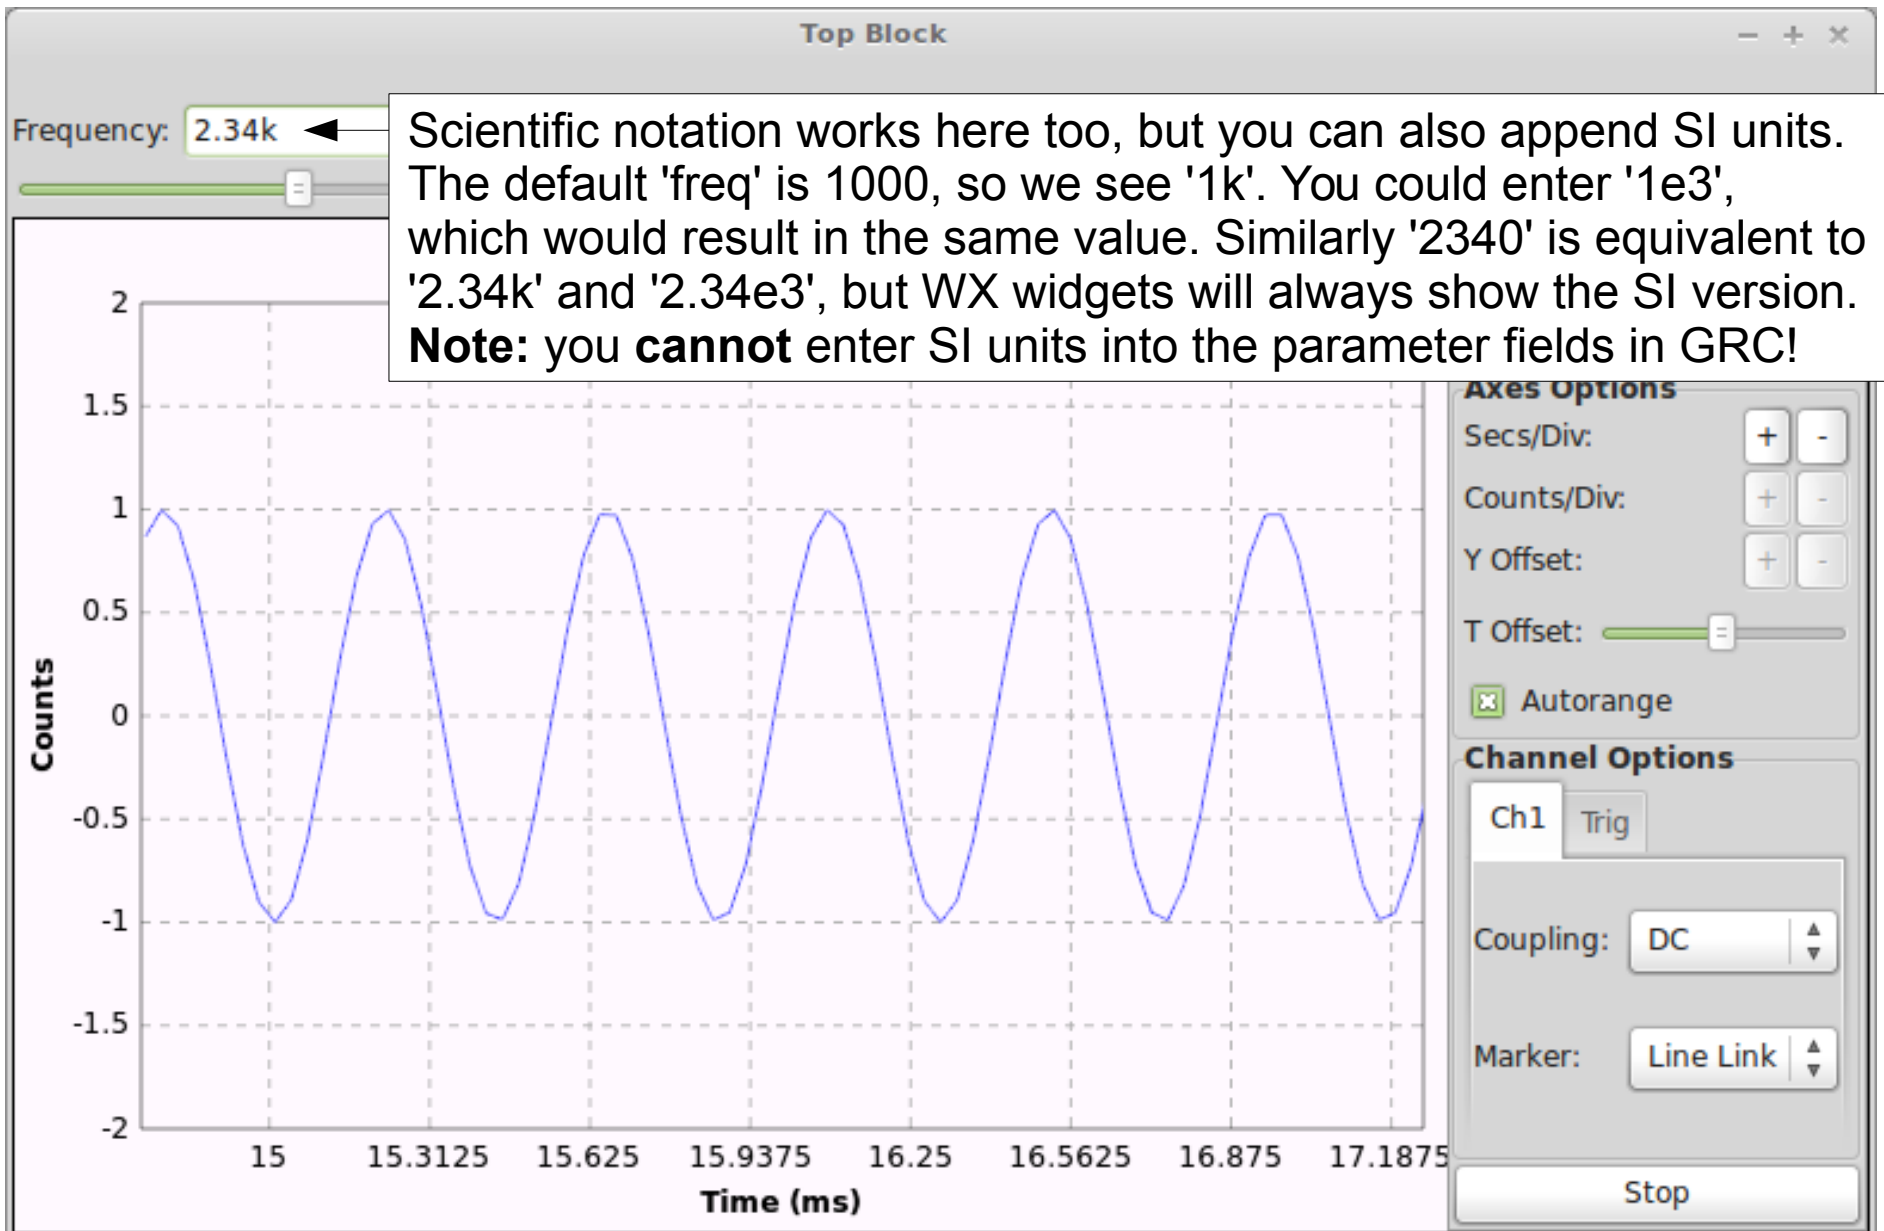 Top Block
Frequency: 2.34k
Scientific notation works here too, but you can also append SI units.
The default 'freq' is 1000, so we see '1k'. You could enter '1e3',
which would result in the same value. Similarly '2340' is equivalent to
'2.34k' and '2.34e3', but WX widgets will always show the SI version.
Note: you cannot enter SI units into the parameter fields in GRC!
2
1.5
1
0.5
0
-0.5
-1
-1.5
-2
Counts
15 15.3125 15.625 15.9375 16.25 16.5625 16.875 17.1875
Time (ms)
Axes Options
Secs/Div: + -
Counts/Div: + -
Y Offset: + -
T Offset:
Autorange
Channel Options
Ch1 Trig
Coupling: DC
Marker: Line Link
Stop